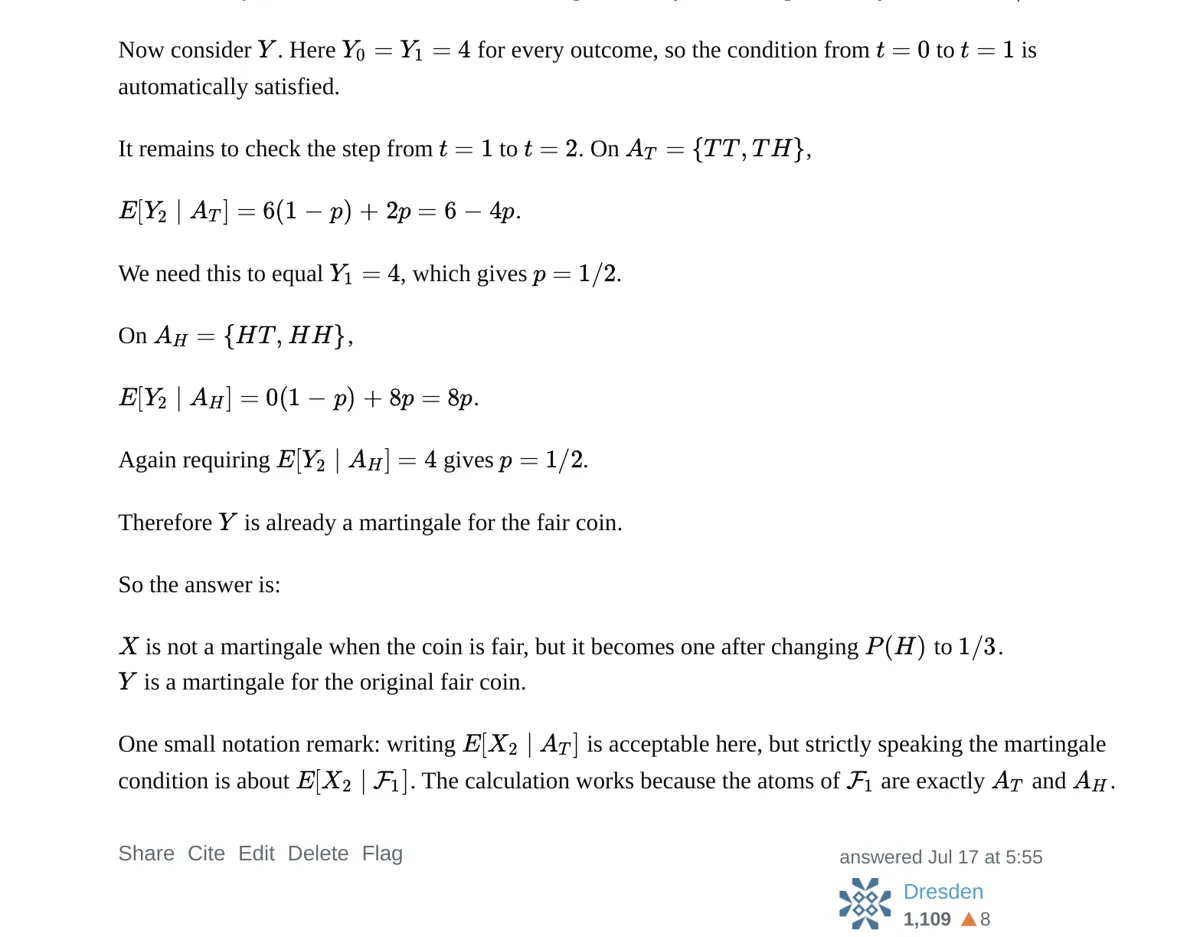 Now consider Y. Here Y₀ = Y₁ = 4 for every outcome, so the condition from t = 0 to t = 1 is
automatically satisfied.
It remains to check the step from t = 1 to t = 2. On A_T = {TT, TH},
E[Y₂ | A_T] = 6(1 − p) + 2p = 6 − 4p.
We need this to equal Y₁ = 4, which gives p = 1/2.
On A_H = {HT, HH},
E[Y₂ | A_H] = 0(1 − p) + 8p = 8p.
Again requiring E[Y₂ | A_H] = 4 gives p = 1/2.
Therefore Y is already a martingale for the fair coin.
So the answer is:
X is not a martingale when the coin is fair, but it becomes one after changing P(H) to 1/3.
Y is a martingale for the original fair coin.
One small notation remark: writing E[X₂ | A_T] is acceptable here, but strictly speaking the martingale
condition is about E[X₂ | ℱ₁]. The calculation works because the atoms of ℱ₁ are exactly A_T and A_H.
Share Cite Edit Delete Flag
answered Jul 17 at 5:55
Dresden
1,109 ▲8